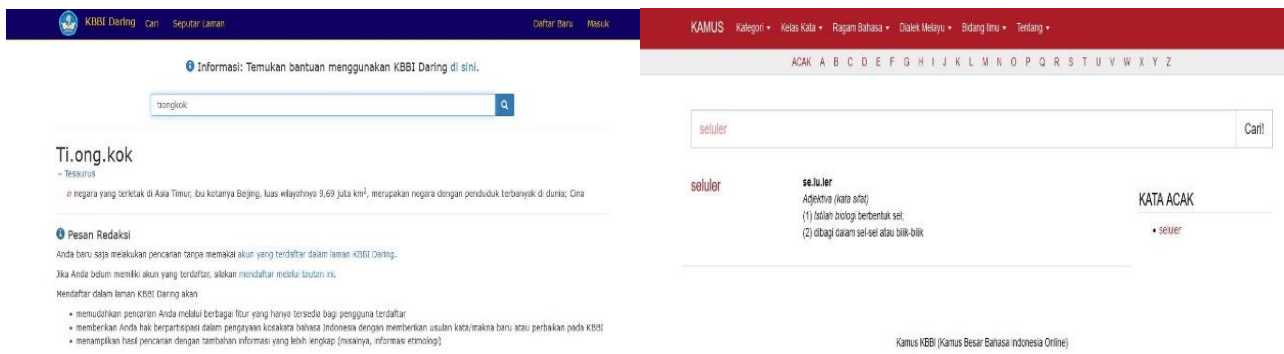 KBBI Daring Cari Seputar Laman Daftar Baru Masuk
Informasi: Temukan bantuan menggunakan KBBI Daring di sini.
tiongkok
Ti.ong.kok
→ Tesaurus
n negara yang terletak di Asia Timur, ibu kotanya Beijing, luas wilayahnya 9,69 juta km², merupakan negara dengan penduduk terbanyak di dunia; Cina
Pesan Redaksi
Anda baru saja melakukan pencarian tanpa memakai akun yang terdaftar dalam laman KBBI Daring.
Jika Anda belum memiliki akun yang terdaftar, silakan mendaftar melalui tautan ini.
Mendaftar dalam laman KBBI Daring akan
• memudahkan pencarian Anda melalui berbagai fitur yang hanya tersedia bagi pengguna terdaftar
• memberikan Anda hak berpartisipasi dalam pengayaan kosakata bahasa Indonesia dengan memberikan usulan kata/makna baru atau perbaikan pada KBBI
• menampilkan hasil pencarian dengan tambahan informasi yang lebih lengkap (misalnya, informasi etimologi)
KAMUS Kategori Kelas Kata Ragam Bahasa Dialek Melayu Bidang Ilmu Tentang
ACAK A B C D E F G H I J K L M N O P Q R S T U V W X Y Z
seluler Cari!
seluler
se.lu.ler
Adjektiva (kata sifat)
(1) Istilah biologi berbentuk sel;
(2) dibagi dalam sel-sel atau bilik-bilik
KATA ACAK
• seluer
Kamus KBBI (Kamus Besar Bahasa Indonesia Online)